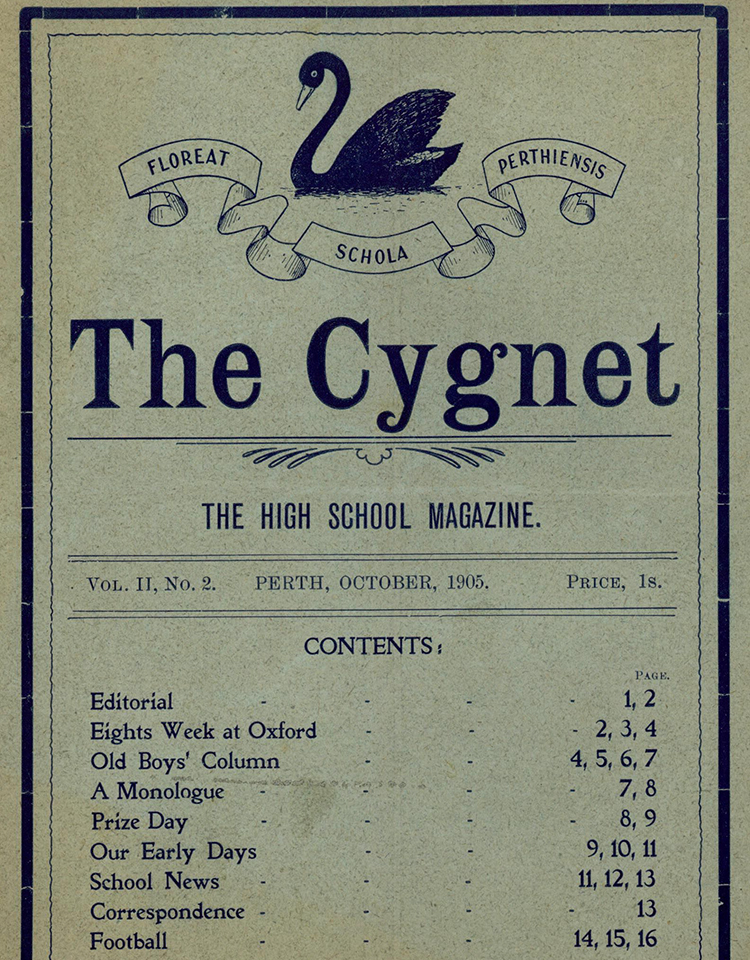 FLOREAT
SCHOLA
PERTHIENSIS
The Cygnet
THE HIGH SCHOOL MAGAZINE.
VOL. II, NO. 2. PERTH, OCTOBER, 1905. PRICE, 1s.
CONTENTS:
PAGE.
Editorial - - - - 1, 2
Eights Week at Oxford - - - 2, 3, 4
Old Boys' Column - - 4, 5, 6, 7
A Monologue - - - - 7, 8
Prize Day - - - - 8, 9
Our Early Days - - 9, 10, 11
School News - - - 11, 12, 13
Correspondence - - - - 13
Football - - - 14, 15, 16